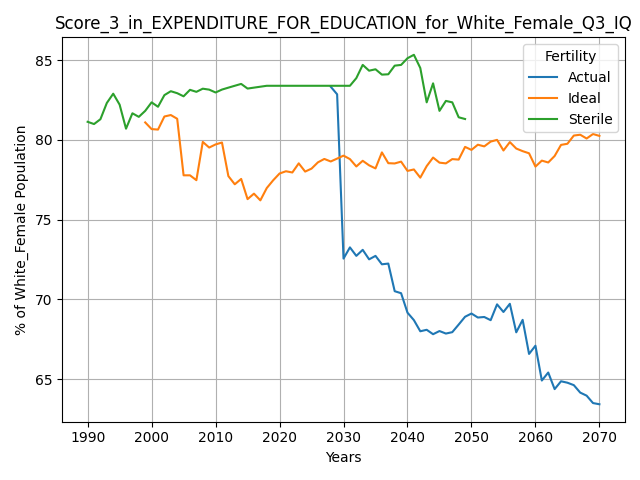 Score_3_in_EXPENDITURE_FOR_EDUCATION_for_White_Female_Q3_IQ
% of White_Female Population
85
80
75
70
65
Fertility
Actual
Ideal
Sterile
1990 2000 2010 2020 2030 2040 2050 2060 2070
Years